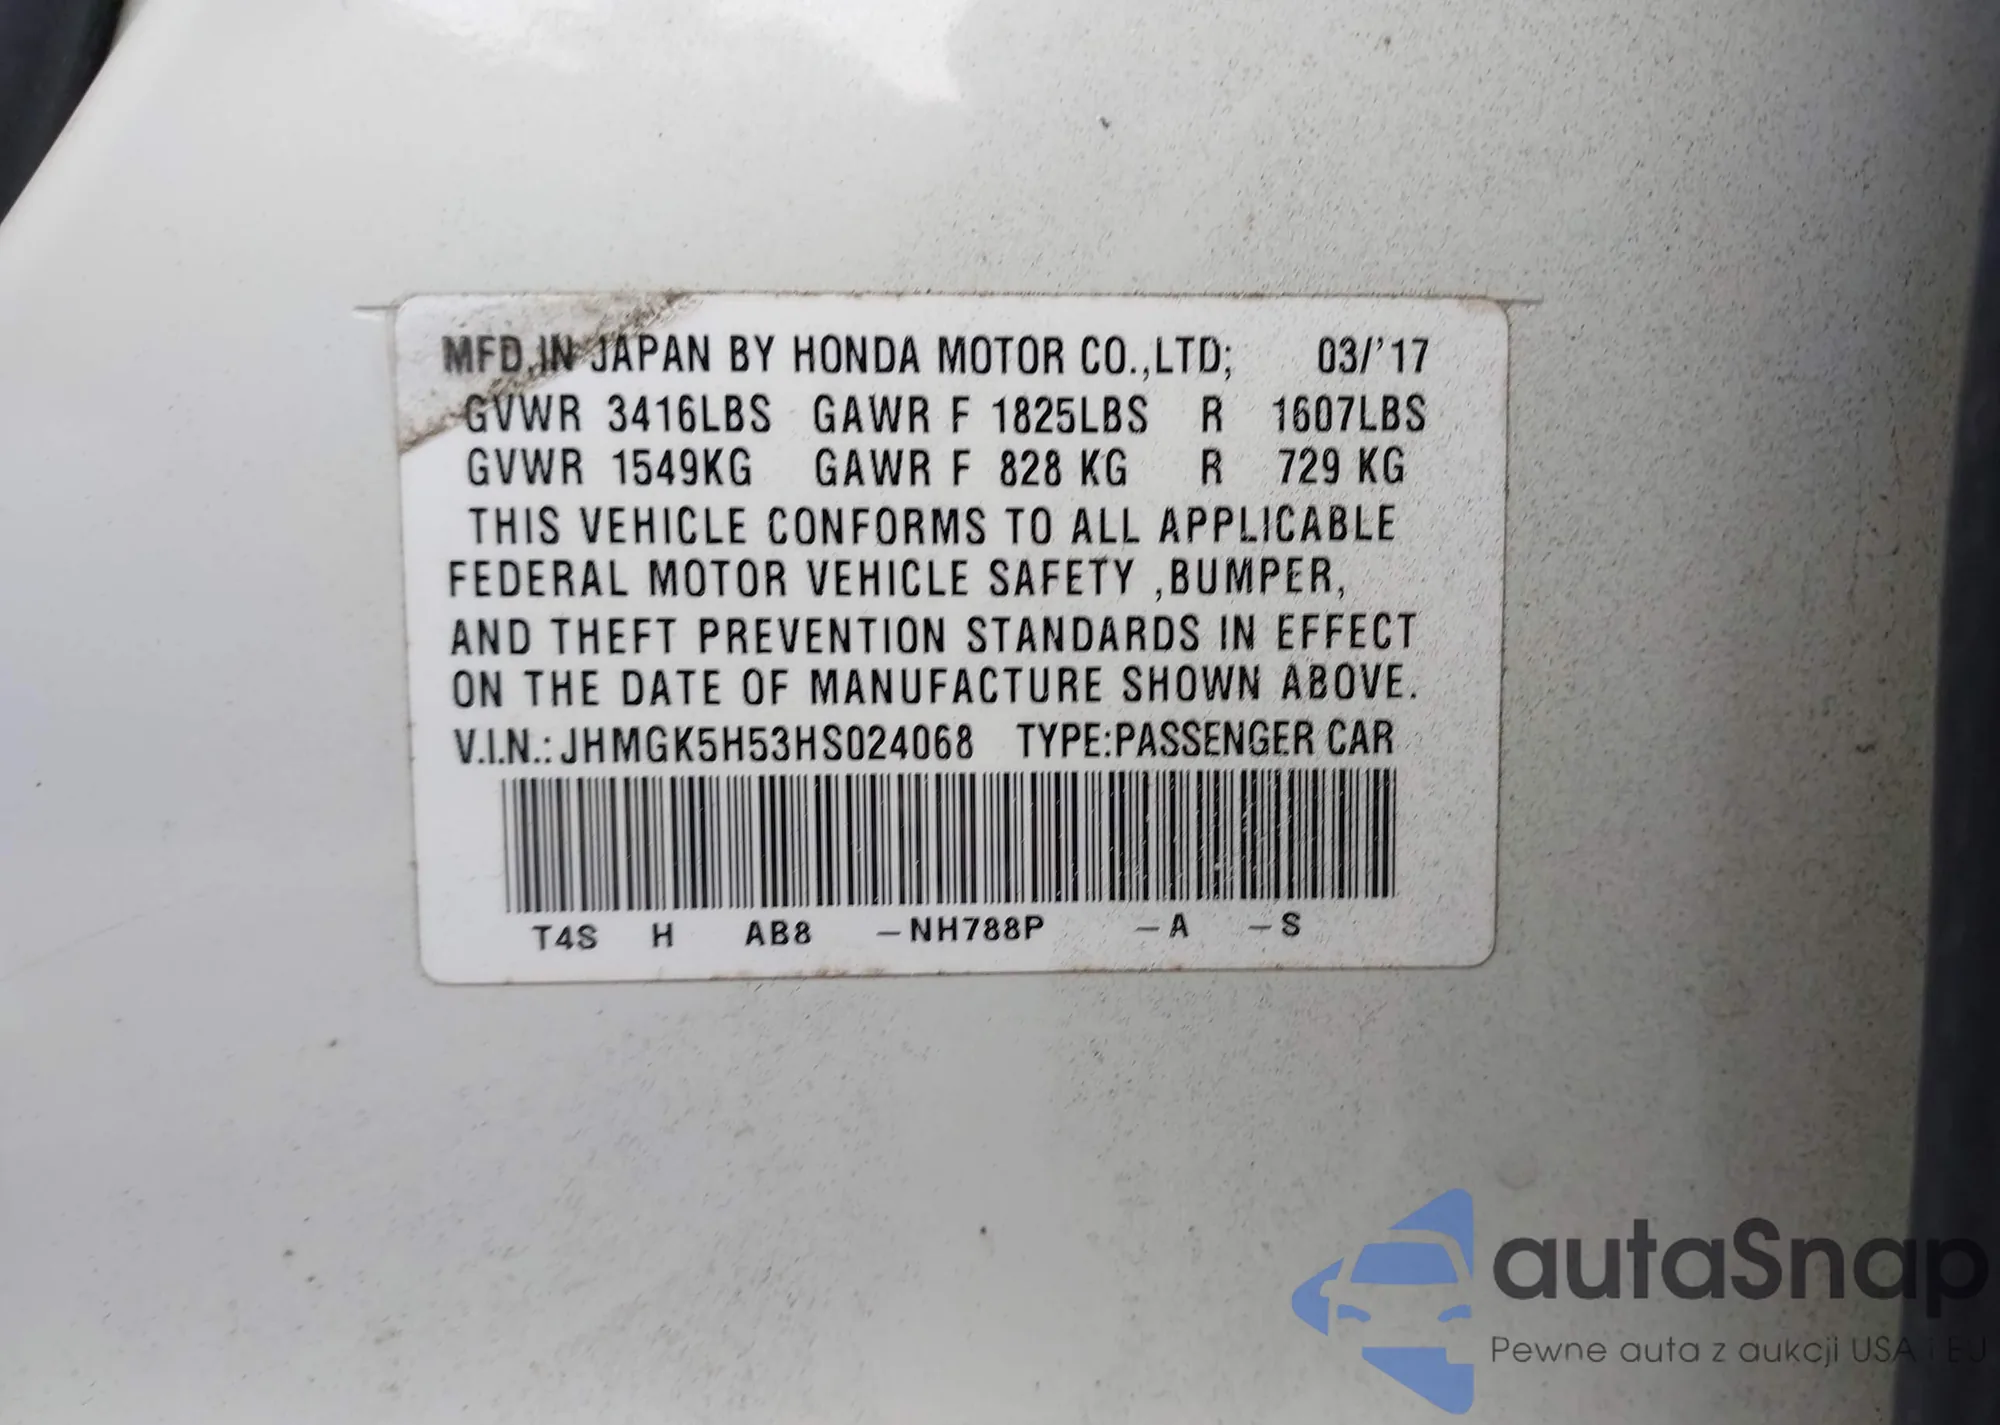 MFD.IN JAPAN BY HONDA MOTOR CO.,LTD; 03/'17
GVWR 3416LBS GAWR F 1825LBS R 1607LBS
GVWR 1549KG GAWR F 828 KG R 729 KG
THIS VEHICLE CONFORMS TO ALL APPLICABLE
FEDERAL MOTOR VEHICLE SAFETY ,BUMPER,
AND THEFT PREVENTION STANDARDS IN EFFECT
ON THE DATE OF MANUFACTURE SHOWN ABOVE.
V.I.N.: JHMGK5H53HS024068 TYPE:PASSENGER CAR
T4S H AB8 -NH788P -A -S
autaSnap
Pewne auta z aukcji USA i EU